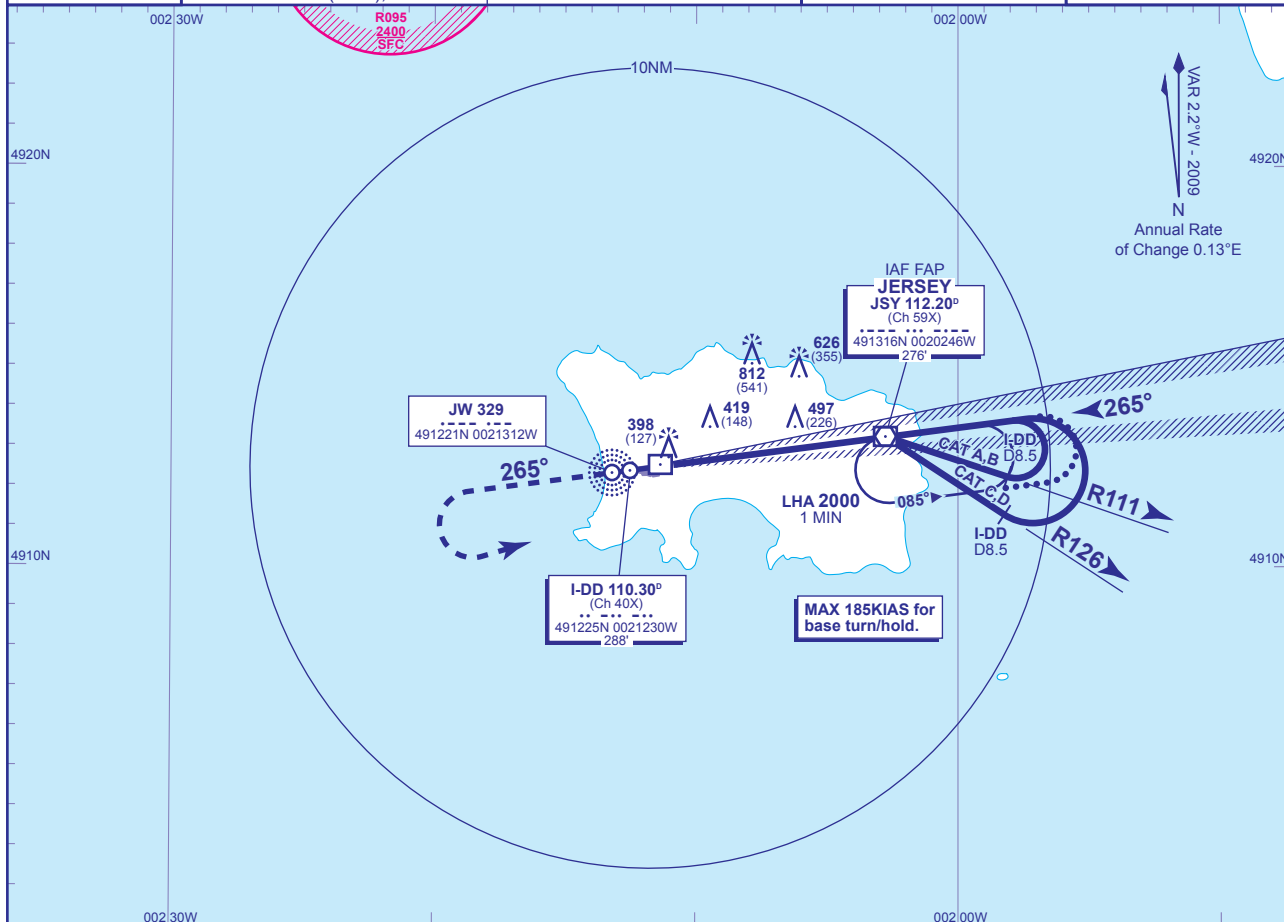 002 30W
002 00W
R095
2400
SFC
10NM
VAR 2.2°W - 2009
4920N
4920N
N
Annual Rate
of Change 0.13°E
IAF FAP
JERSEY
JSY 112.20ᴰ
(Ch 59X)
·−−− ··· −·−−
491316N 0020246W
276'
626
(355)
812
(541)
419
(148)
497
(226)
398
(127)
JW 329
·−−− ·−−
491221N 0021312W
265°
265°
I-DD
D8.5
CAT A,B
CAT C,D
LHA 2000
1 MIN
085°
R111
I-DD
D8.5
R126
4910N
4910N
I-DD 110.30ᴰ
(Ch 40X)
·· −·· −··
491225N 0021230W
288'
MAX 185KIAS for
base turn/hold.
002 30W
002 00W